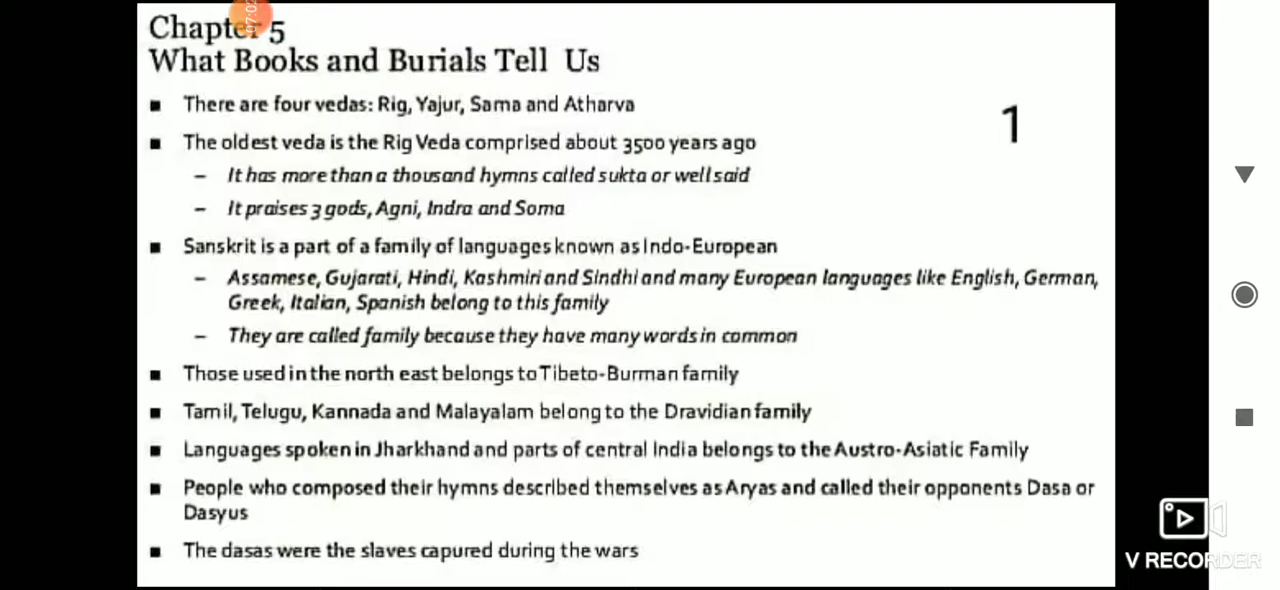 Chapter 5
07:02
What Books and Burials Tell Us
1
■ There are four vedas: Rig, Yajur, Sama and Atharva
■ The oldest veda is the Rig Veda comprised about 3500 years ago
– It has more than a thousand hymns called sukta or well said
– It praises 3 gods, Agni, Indra and Soma
■ Sanskrit is a part of a family of languages known as Indo-European
– Assamese, Gujarati, Hindi, Kashmiri and Sindhi and many European languages like English, German,
Greek, Italian, Spanish belong to this family
– They are called family because they have many words in common
■ Those used in the north east belongs to Tibeto-Burman family
■ Tamil, Telugu, Kannada and Malayalam belong to the Dravidian family
■ Languages spoken in Jharkhand and parts of central India belongs to the Austro-Asiatic Family
■ People who composed their hymns described themselves as Aryas and called their opponents Dasa or
Dasyus
■ The dasas were the slaves capured during the wars
V RECORDER